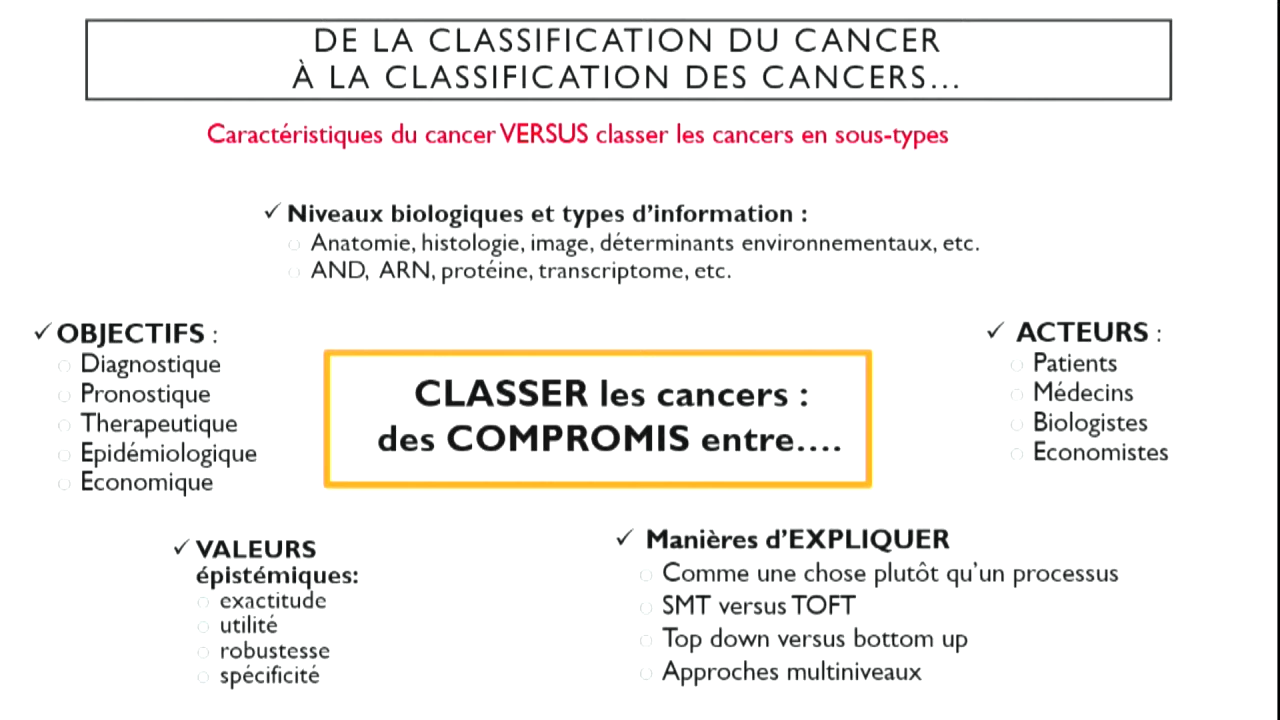 DE LA CLASSIFICATION DU CANCER
À LA CLASSIFICATION DES CANCERS...
Caractéristiques du cancer VERSUS classer les cancers en sous-types
✓ Niveaux biologiques et types d'information :
Anatomie, histologie, image, déterminants environnementaux, etc.
AND, ARN, protéine, transcriptome, etc.
✓ OBJECTIFS :
Diagnostique
Pronostique
Therapeutique
Epidémiologique
Economique
CLASSER les cancers :
des COMPROMIS entre....
✓ ACTEURS :
Patients
Médecins
Biologistes
Economistes
✓ VALEURS
épistémiques:
exactitude
utilité
robustesse
spécificité
✓ Manières d'EXPLIQUER
Comme une chose plutôt qu'un processus
SMT versus TOFT
Top down versus bottom up
Approches multiniveaux